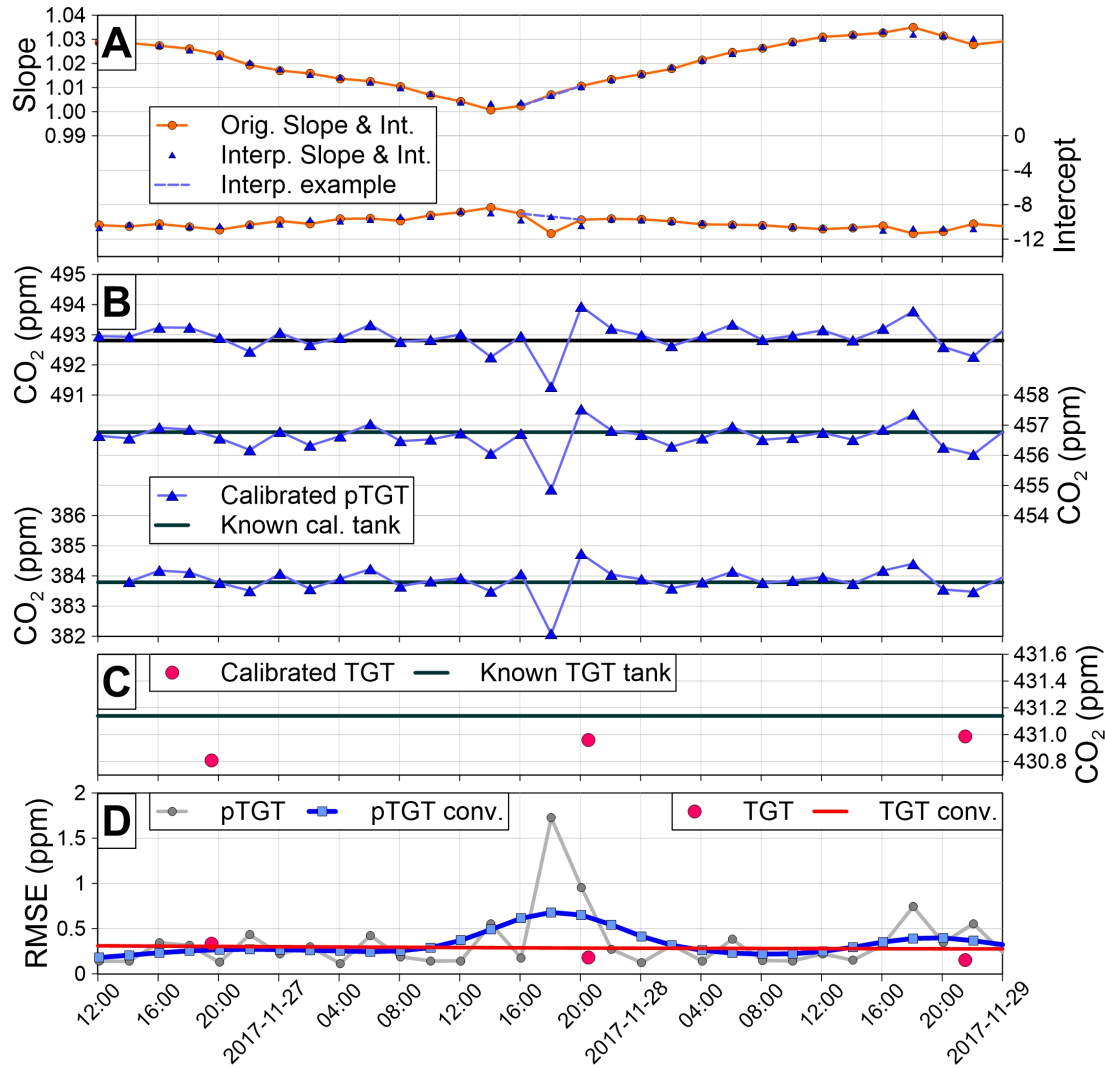 A
1.04
1.03
1.02
1.01
1.00
0.99
Slope
Orig. Slope & Int.
Interp. Slope & Int.
Interp. example
0
-4
-8
-12
Intercept
B
495
494
493
492
491
CO2 (ppm)
458
457
456
455
454
CO2 (ppm)
Calibrated pTGT
Known cal. tank
386
385
384
383
382
CO2 (ppm)
C
Calibrated TGT
Known TGT tank
431.6
431.4
431.2
431.0
430.8
CO2 (ppm)
D
pTGT
pTGT conv.
TGT
TGT conv.
2
1.5
1
0.5
0
RMSE (ppm)
12:00
16:00
20:00
2017-11-27
04:00
08:00
12:00
16:00
20:00
2017-11-28
04:00
08:00
12:00
16:00
20:00
2017-11-29